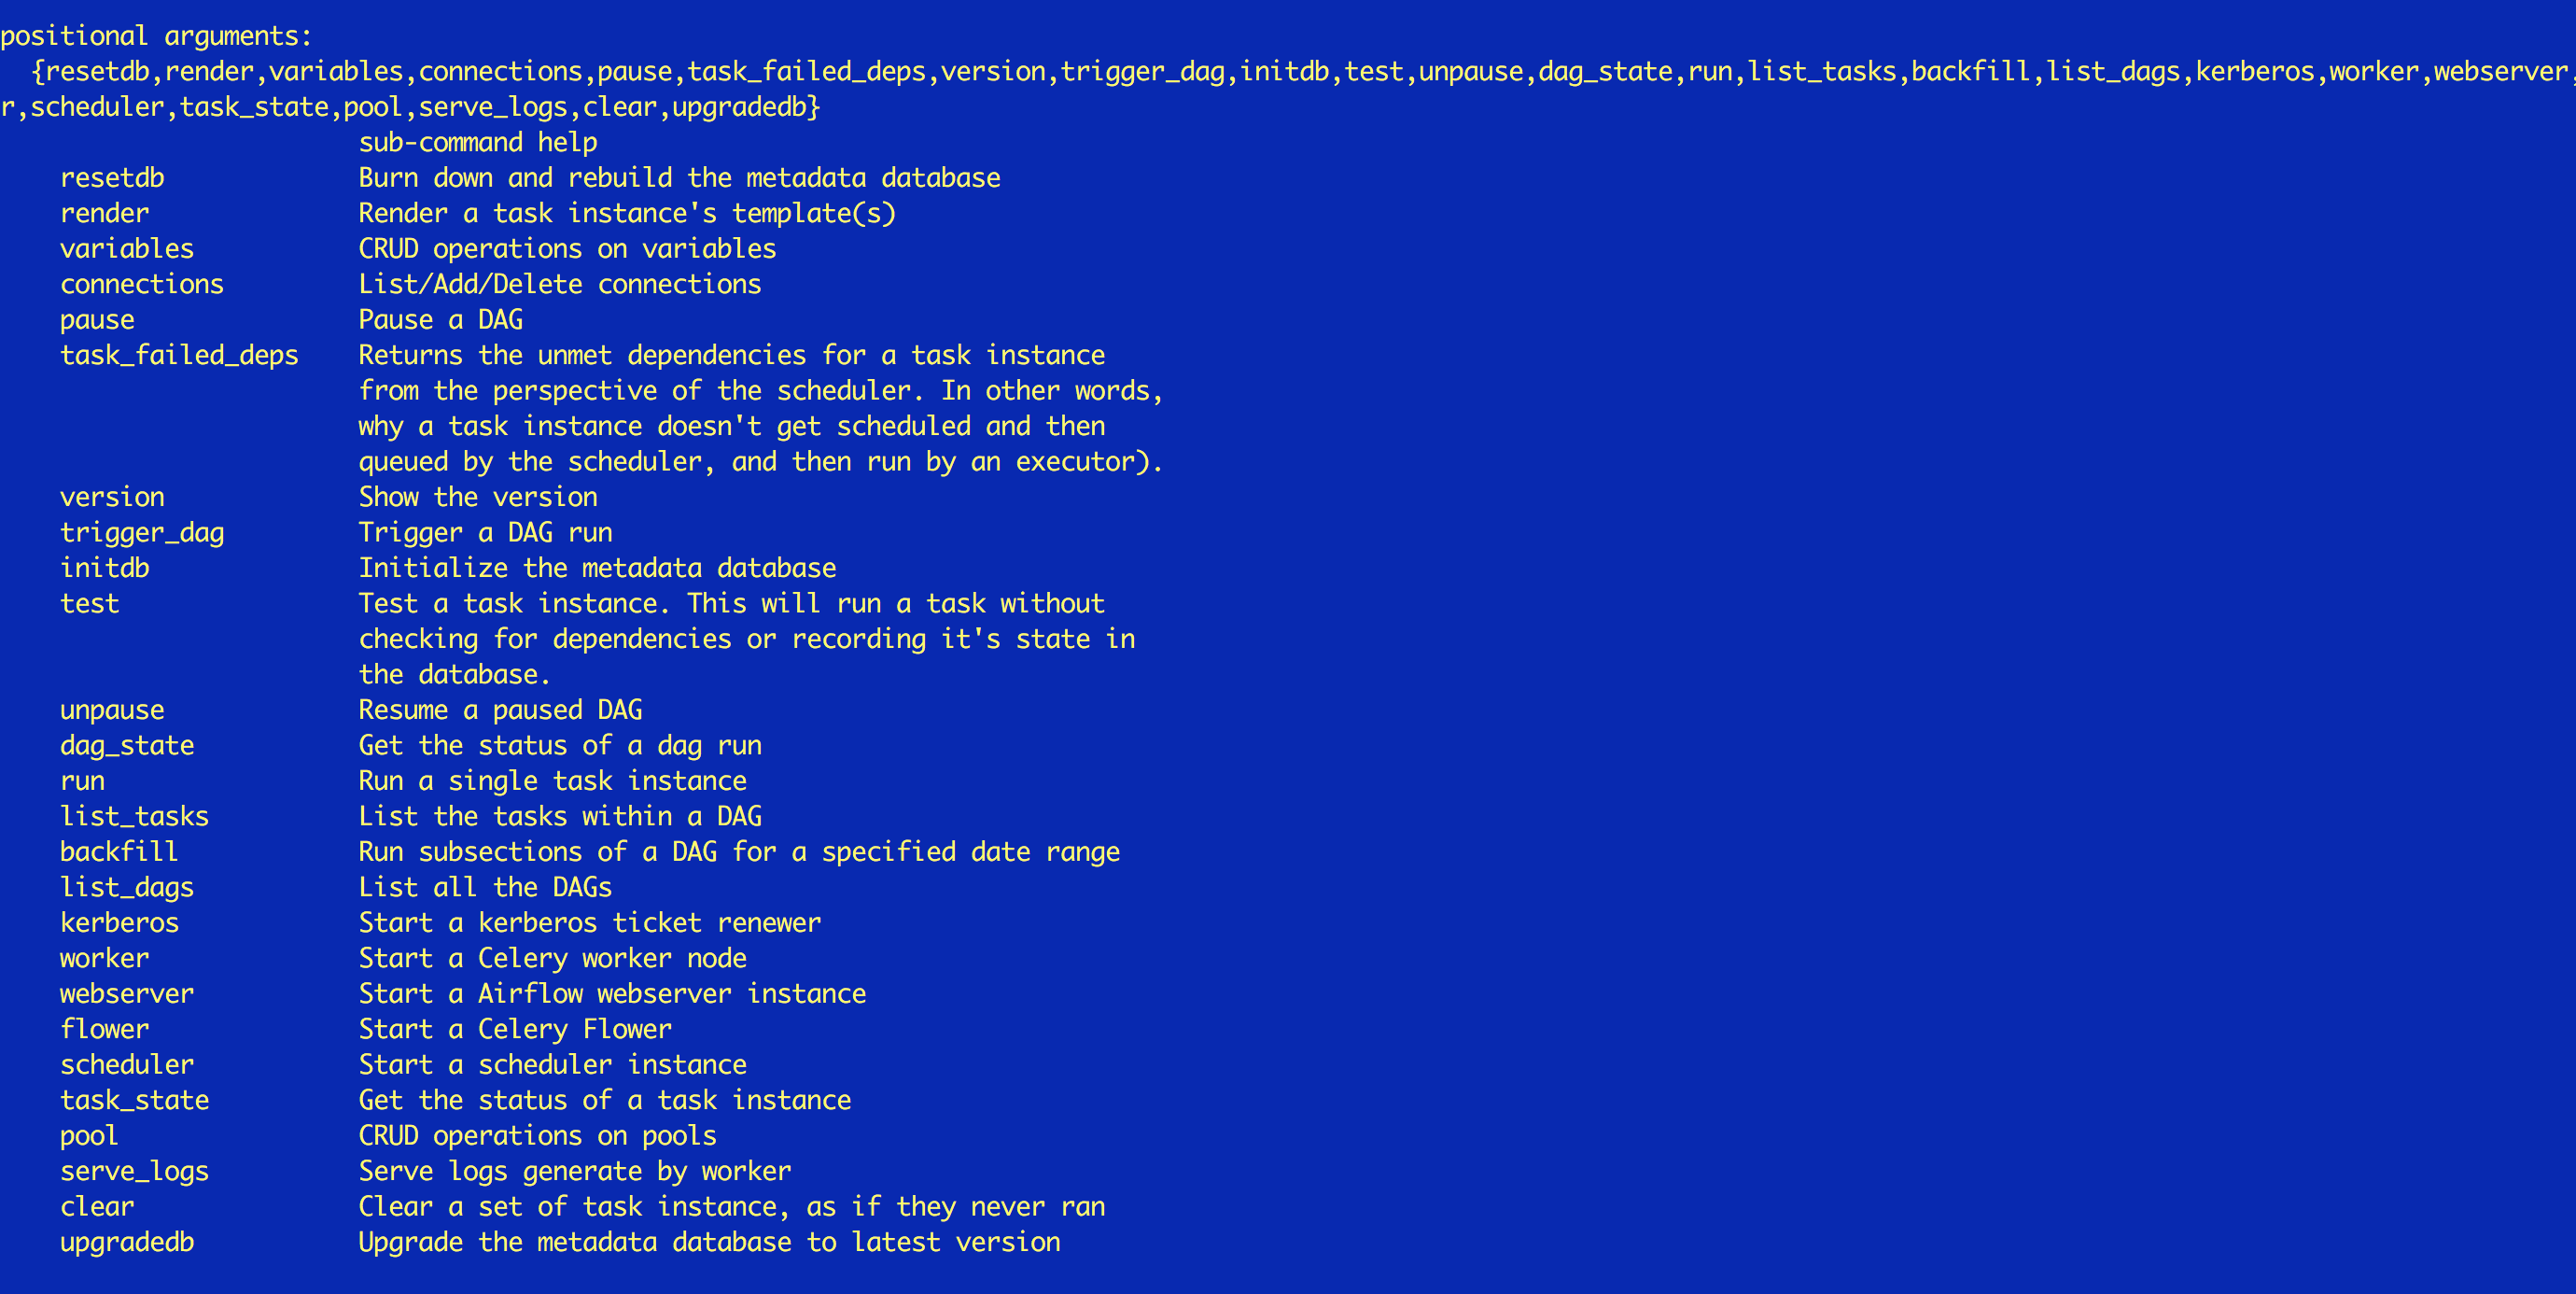 positional arguments:
{resetdb,render,variables,connections,pause,task_failed_deps,version,trigger_dag,initdb,test,unpause,dag_state,run,list_tasks,backfill,list_dags,kerberos,worker,webserver,
r,scheduler,task_state,pool,serve_logs,clear,upgradedb}
sub-command help
resetdb Burn down and rebuild the metadata database
render Render a task instance's template(s)
variables CRUD operations on variables
connections List/Add/Delete connections
pause Pause a DAG
task_failed_deps Returns the unmet dependencies for a task instance
from the perspective of the scheduler. In other words,
why a task instance doesn't get scheduled and then
queued by the scheduler, and then run by an executor).
version Show the version
trigger_dag Trigger a DAG run
initdb Initialize the metadata database
test Test a task instance. This will run a task without
checking for dependencies or recording it's state in
the database.
unpause Resume a paused DAG
dag_state Get the status of a dag run
run Run a single task instance
list_tasks List the tasks within a DAG
backfill Run subsections of a DAG for a specified date range
list_dags List all the DAGs
kerberos Start a kerberos ticket renewer
worker Start a Celery worker node
webserver Start a Airflow webserver instance
flower Start a Celery Flower
scheduler Start a scheduler instance
task_state Get the status of a task instance
pool CRUD operations on pools
serve_logs Serve logs generate by worker
clear Clear a set of task instance, as if they never ran
upgradedb Upgrade the metadata database to latest version